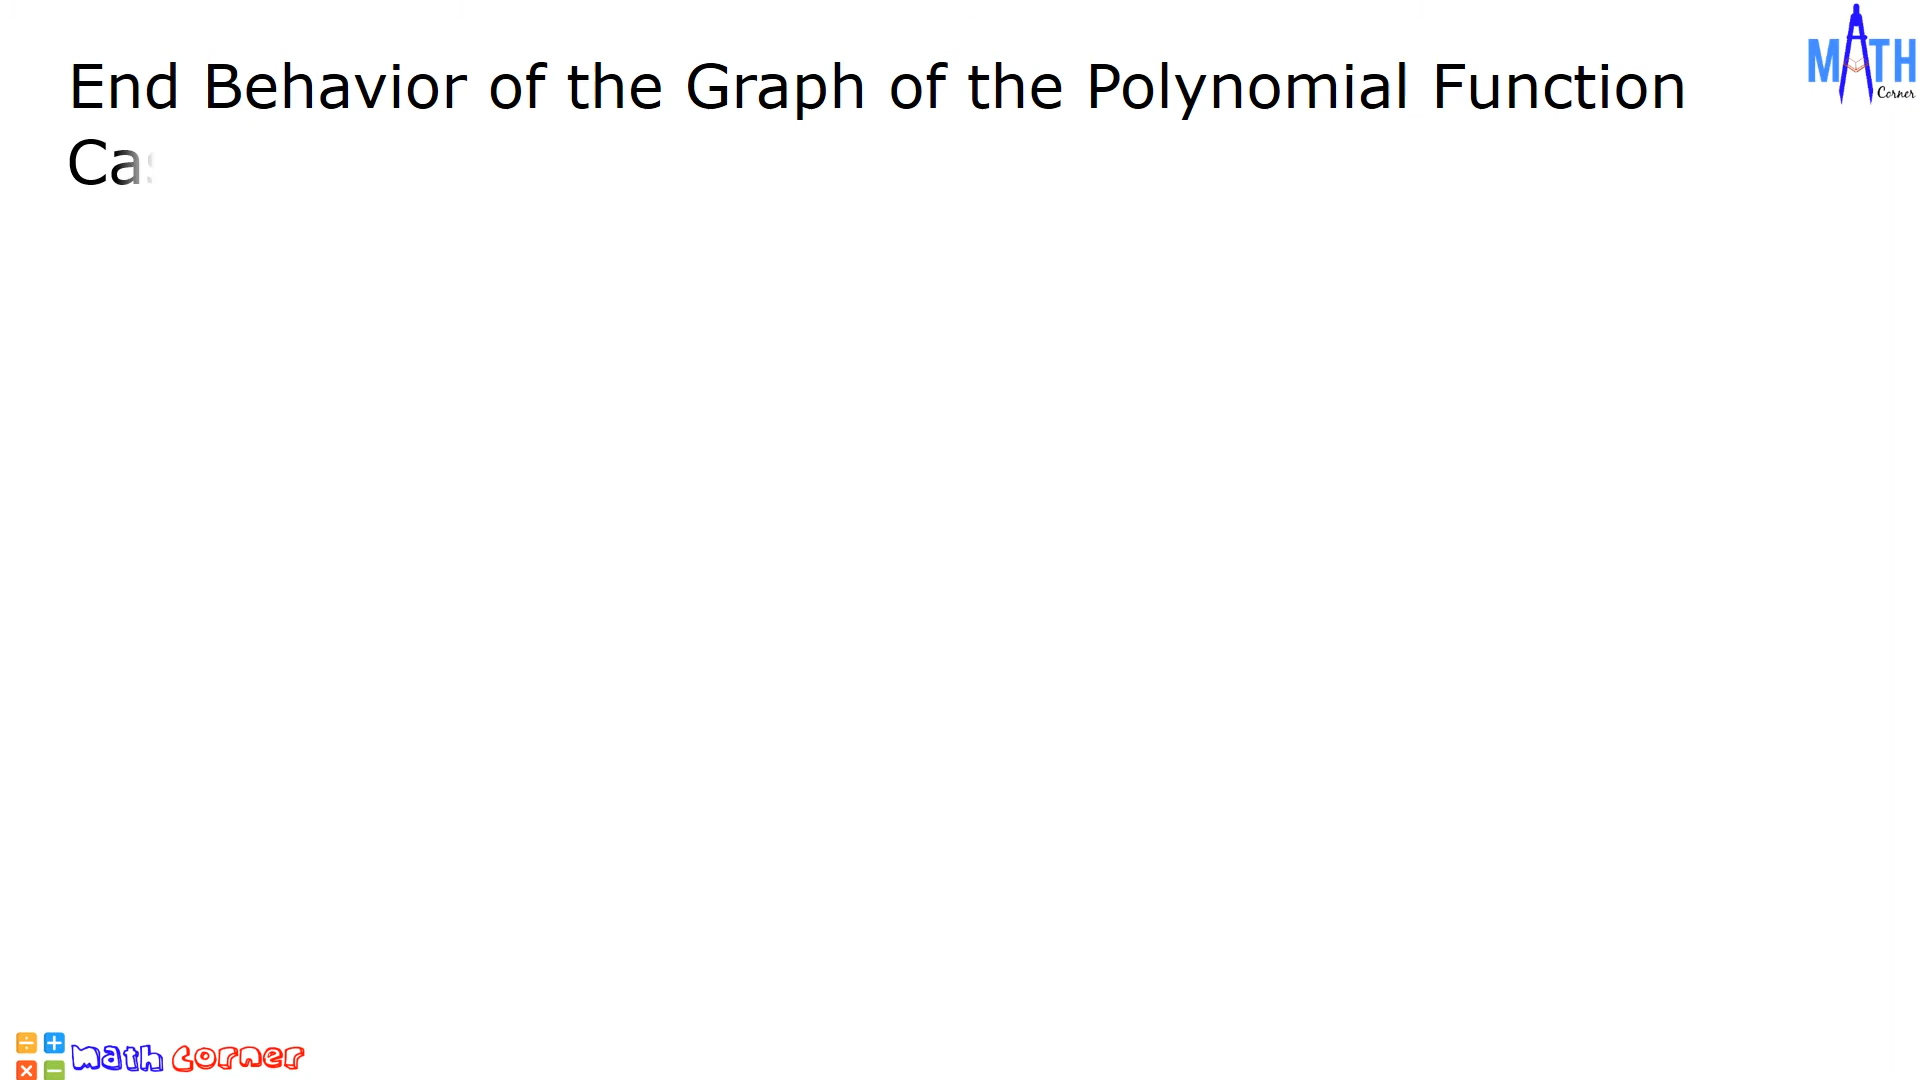 End Behavior of the Graph of the Polynomial Function
MATH
Corner
Ca
math corner